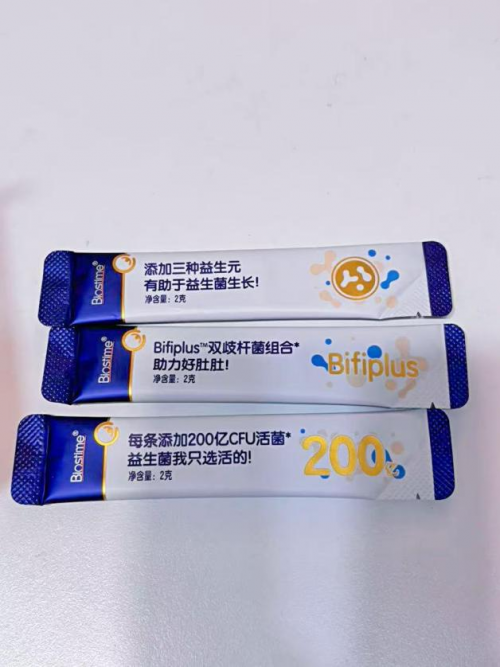 Biostime®
添加三种益生元
有助于益生菌生长!
净含量: 2克
Biostime®
Bifiplus™双歧杆菌组合*
助力好肚肚!
净含量: 2克
Bifiplus
Biostime®
每条添加200亿CFU活菌*
益生菌我只选活的!
净含量: 2克
200亿